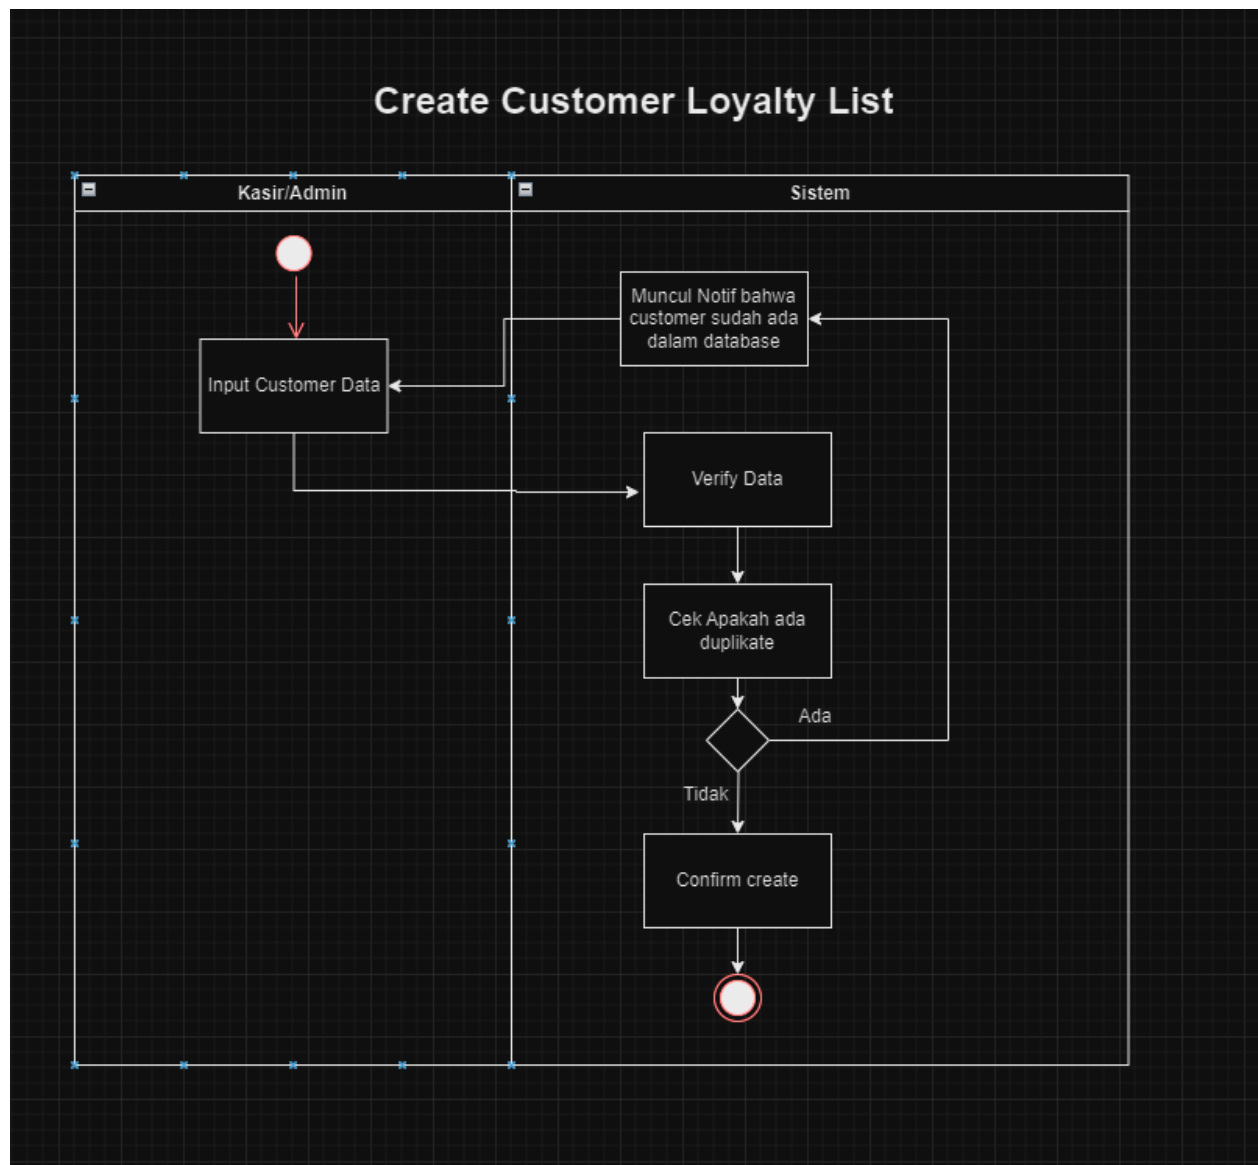 Create Customer Loyalty List
Kasir/Admin
Sistem
Muncul Notif bahwa
customer sudah ada
dalam database
Input Customer Data
Verify Data
Cek Apakah ada
duplikate
Ada
Tidak
Confirm create